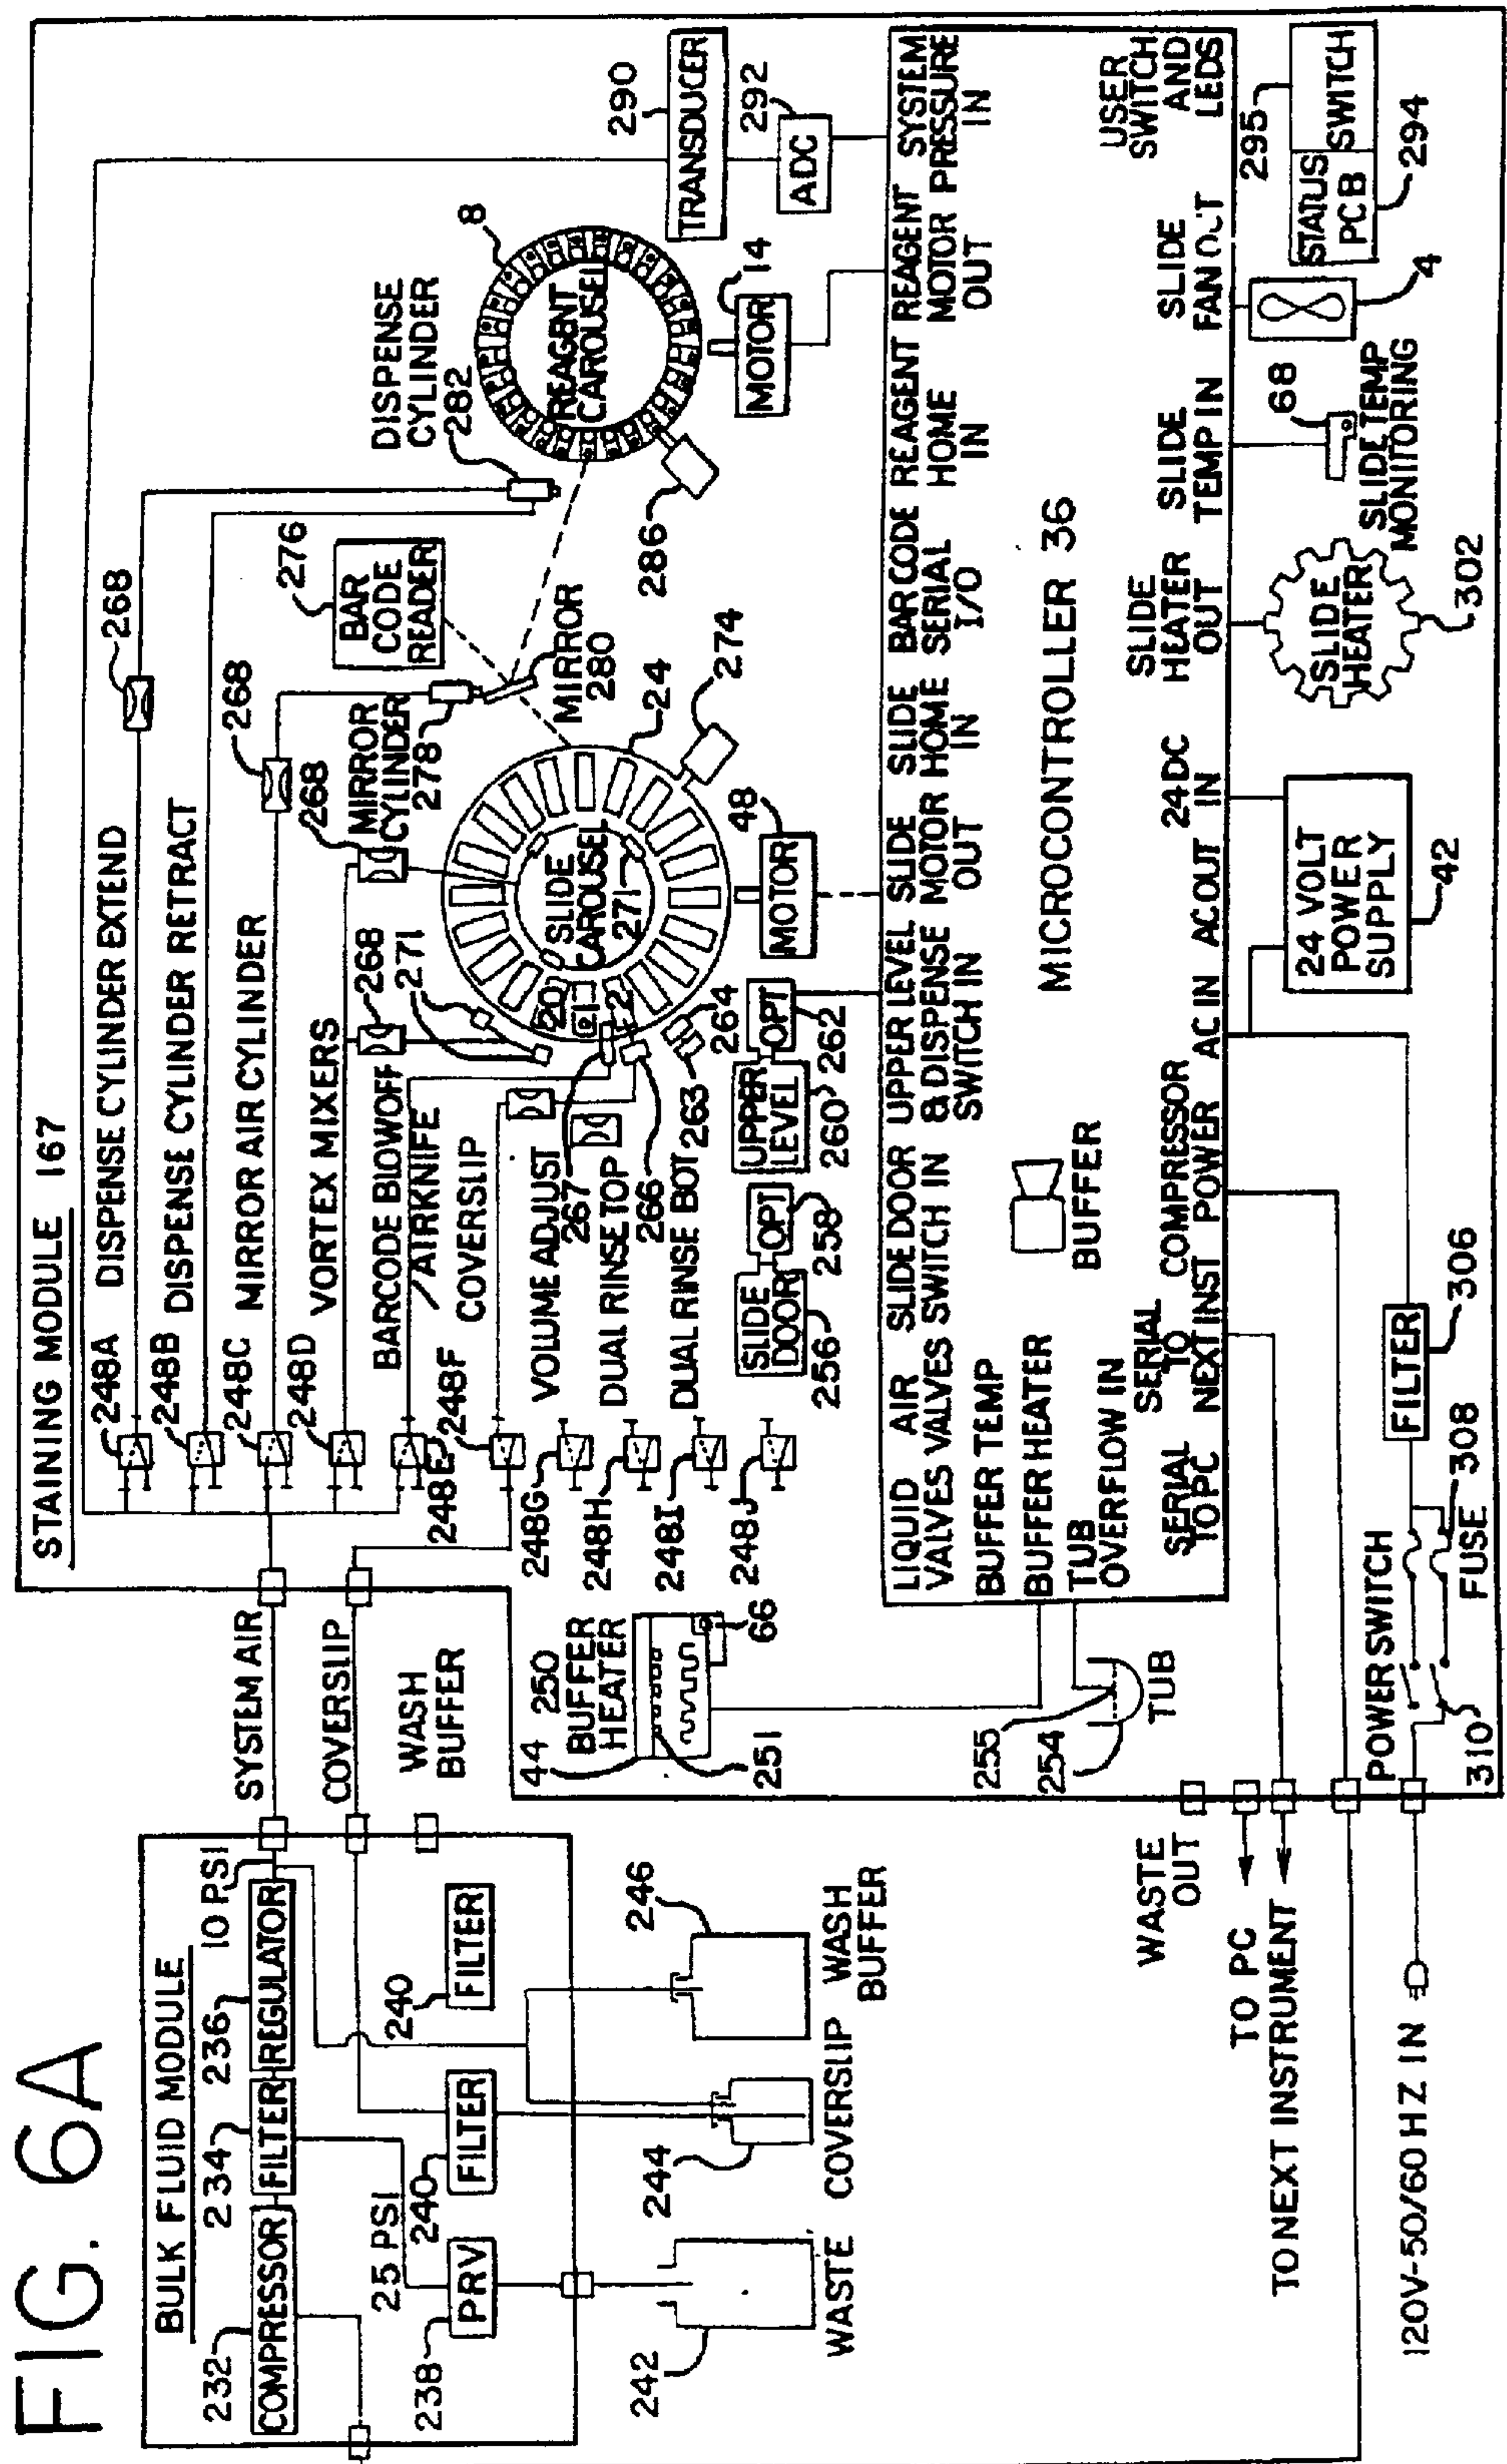 FIG. 6A
BULK FLUID MODULE
232
COMPRESSOR
234
FILTER
236
REGULATOR
10 PSI
25 PSI
238
PRV
240
FILTER
240
FILTER
242
WASTE
244
COVERSLIP
246
WASH
BUFFER
SYSTEM AIR
COVERSLIP
WASH
BUFFER
STAINING MODULE 167
248A
DISPENSE CYLINDER EXTEND
248B
DISPENSE CYLINDER RETRACT
248C
MIRROR AIR CYLINDER
248D
VORTEX MIXERS
248E
BARCODE BLOWOFF
/AIRKNIFE
248F
COVERSLIP
248G
VOLUME ADJUST
248H
DUAL RINSE TOP
248I
DUAL RINSE BOT
248J
268
268
268
268
271
MIRROR
CYLINDER
278
276
BAR
CODE
READER
MIRROR
280
DISPENSE
CYLINDER
282
8
REAGENT
CAROUSEL
286
MOTOR
14
290
TRANSDUCER
292
ADC
24
274
SLIDE
CAROUSEL
271
20
1
2
267
266
263
264
MOTOR
48
UPPER
LEVEL
OPT
260
262
SLIDE
DOOR
OPT
256
258
44
250
BUFFER
HEATER
66
251
255
254
TUB
LIQUID
VALVES
AIR
VALVES
SLIDE DOOR
SWITCH IN
UPPER LEVEL
& DISPENSE
SWITCH IN
SLIDE
MOTOR
OUT
SLIDE
HOME
IN
BAR CODE
SERIAL
I/O
REAGENT
HOME
IN
REAGENT
MOTOR
OUT
SYSTEM
PRESSURE
IN
BUFFER TEMP
BUFFER HEATER
TUB
OVERFLOW IN
BUFFER
MICROCONTROLLER 36
SERIAL
TO PC
SERIAL
TO
NEXT INST
COMPRESSOR
POWER
AC IN
AC OUT
24 DC
IN
SLIDE
HEATER
OUT
SLIDE
TEMP IN
SLIDE
FAN OUT
USER
SWITCH
AND
LEDS
24 VOLT
POWER
SUPPLY
42
SLIDE
HEATER
302
68
SLIDE TEMP
MONITORING
4
295
STATUS
PCB
SWITCH
294
WASTE
OUT
TO PC
TO NEXT INSTRUMENT
120V-50/60 HZ IN
POWER SWITCH
310
FUSE 308
FILTER
306